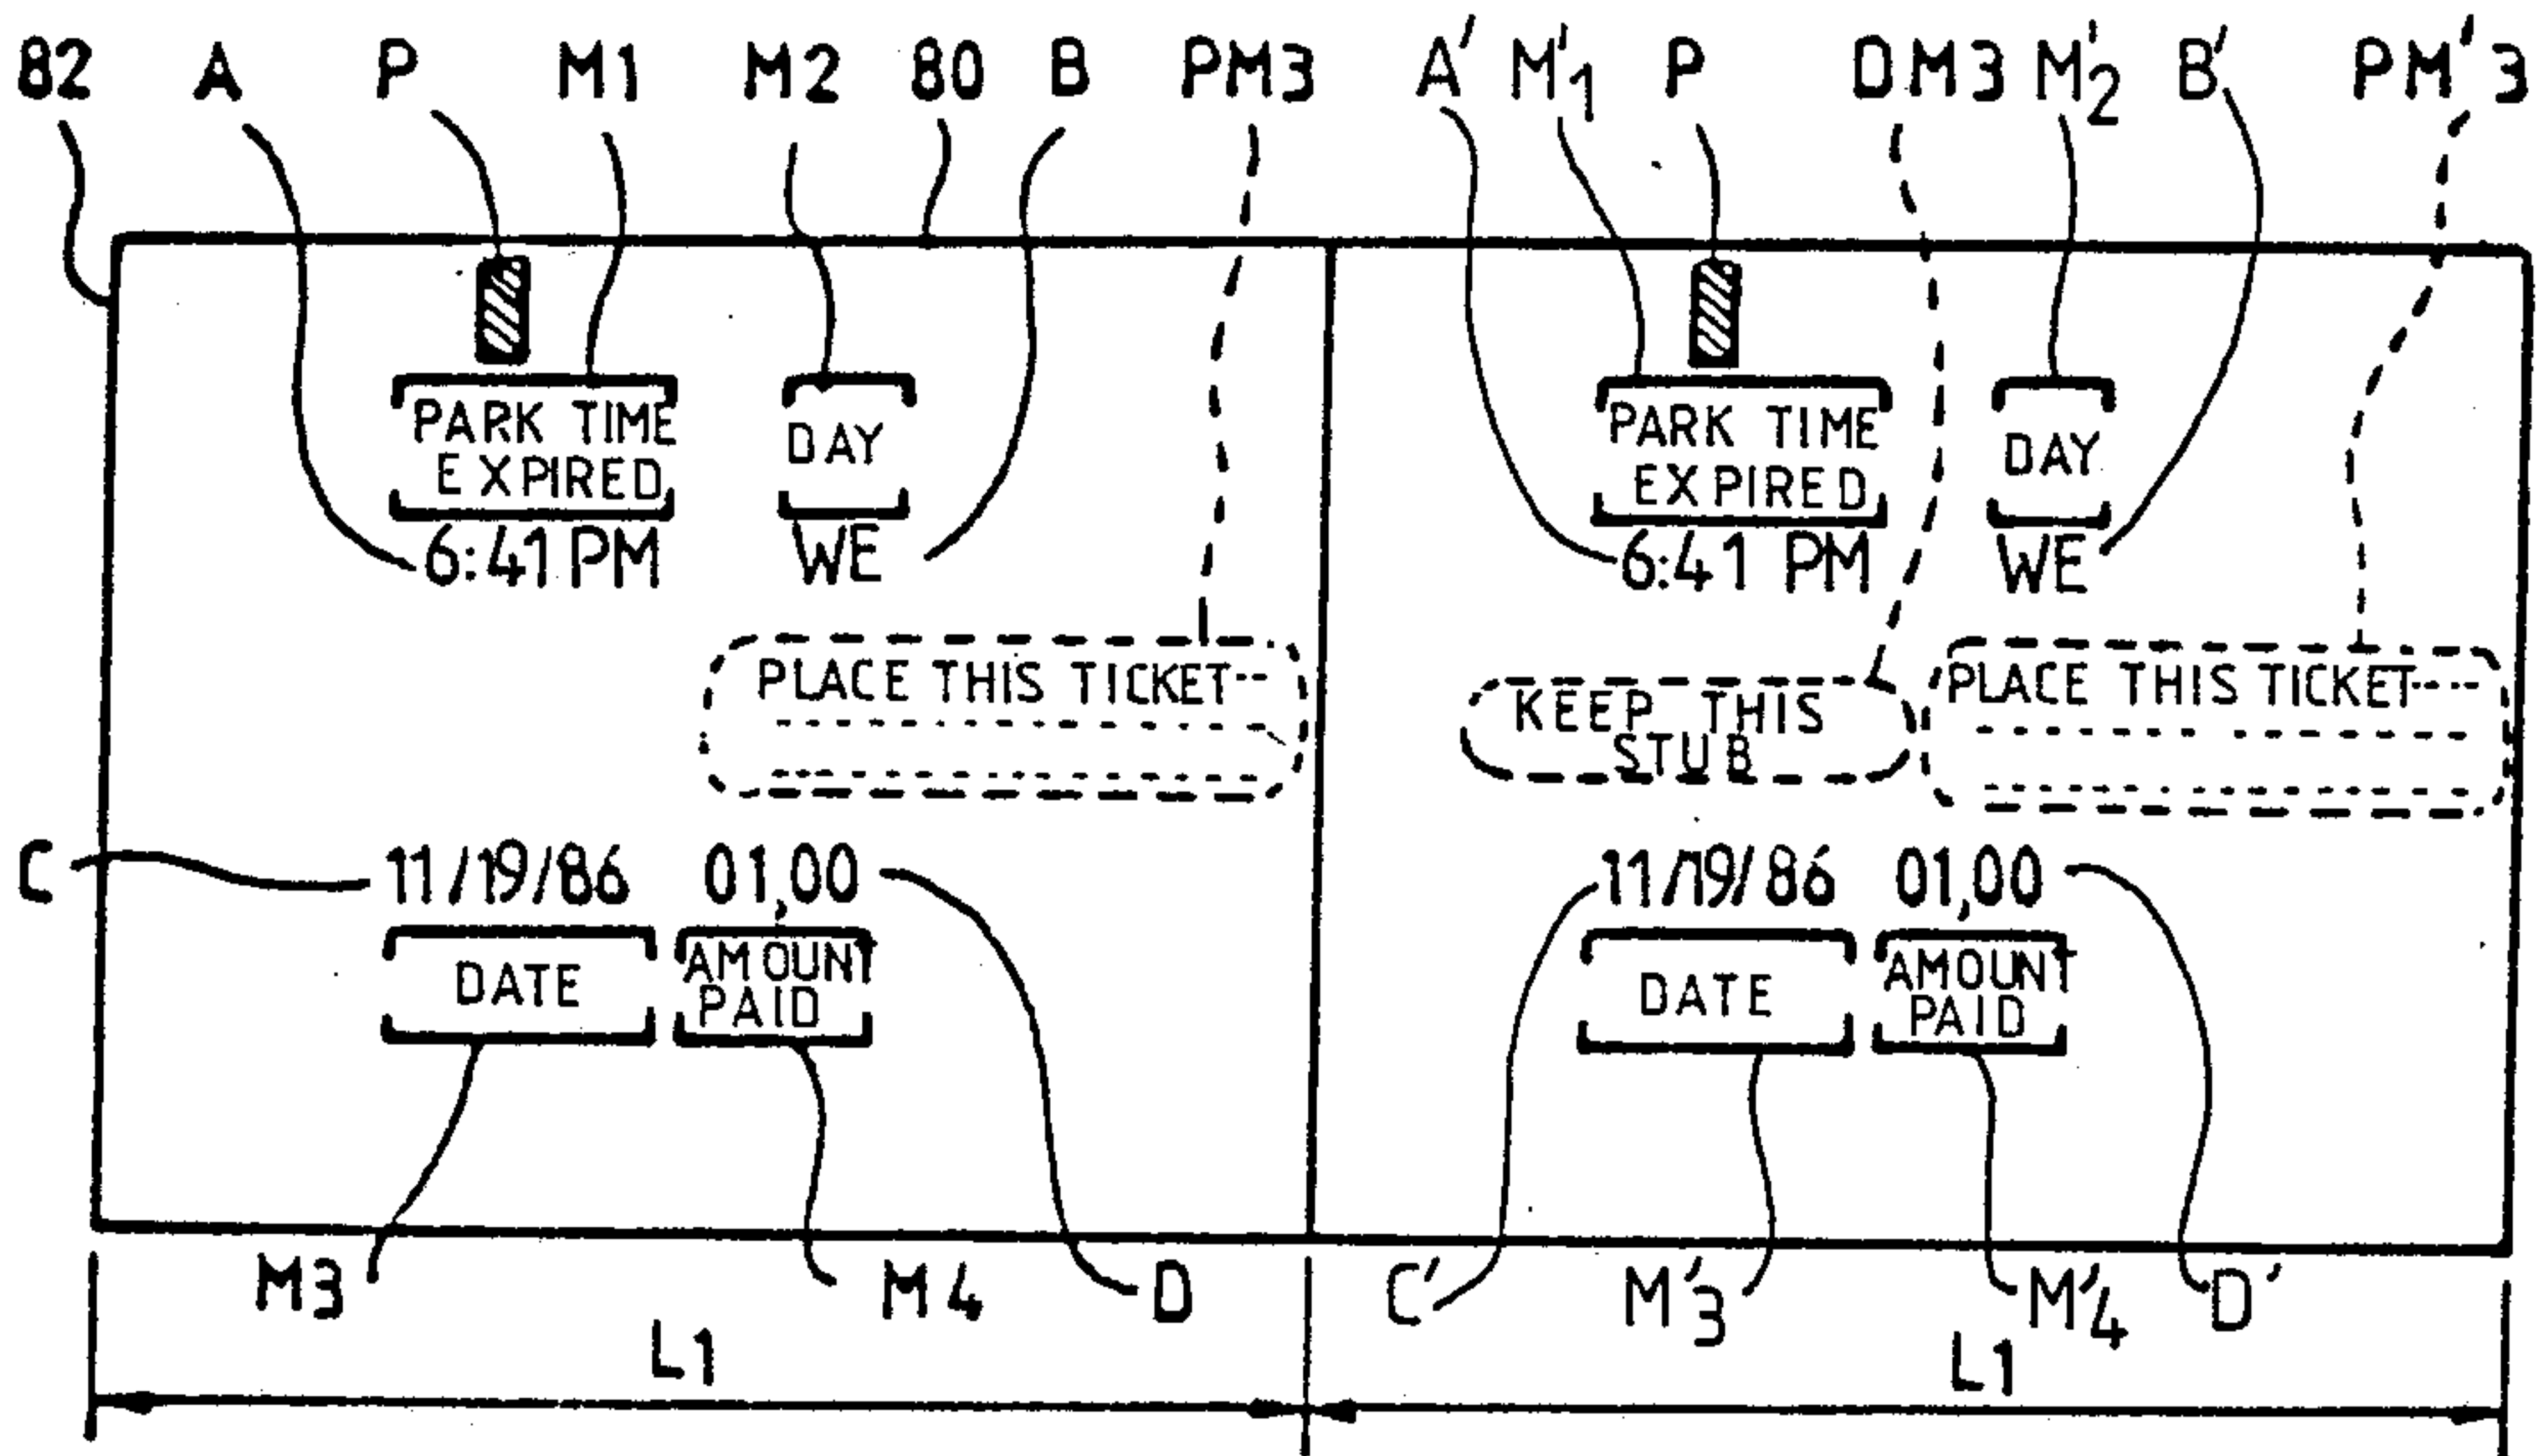 82 A P M1 M2 80 B PM3 A' M'1 P DM3 M'2 B' PM'3
PARK TIME
EXPIRED
DAY
6:41 PM WE
PLACE THIS TICKET--
PARK TIME
EXPIRED
DAY
6:41 PM WE
KEEP THIS
STUB
PLACE THIS TICKET----
C
11/19/86 01,00
DATE
AMOUNT
PAID
11/19/86 01,00
DATE
AMOUNT
PAID
M3 M4 D C' M'3 M'4 D'
L1 L1